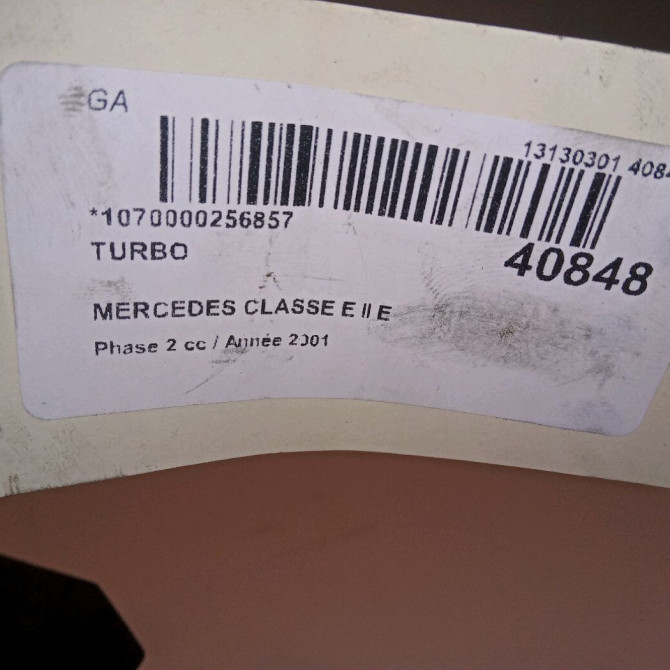 GA
13130301 4084
*1070000256857
TURBO
40848
MERCEDES CLASSE E II E
Phase 2 cc / Année 2001